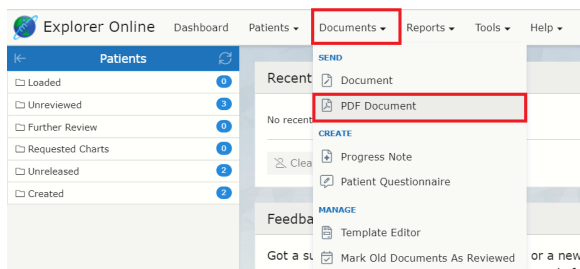 Explorer Online Dashboard Patients Documents Reports Tools Help
Patients
Loaded 0
Unreviewed 3
Further Review 0
Requested Charts 0
Unreleased 2
Created 2
Recent
No recent
Clea
Feedba
Got a su
or a new
SEND
Document
PDF Document
CREATE
Progress Note
Patient Questionnaire
MANAGE
Template Editor
Mark Old Documents As Reviewed